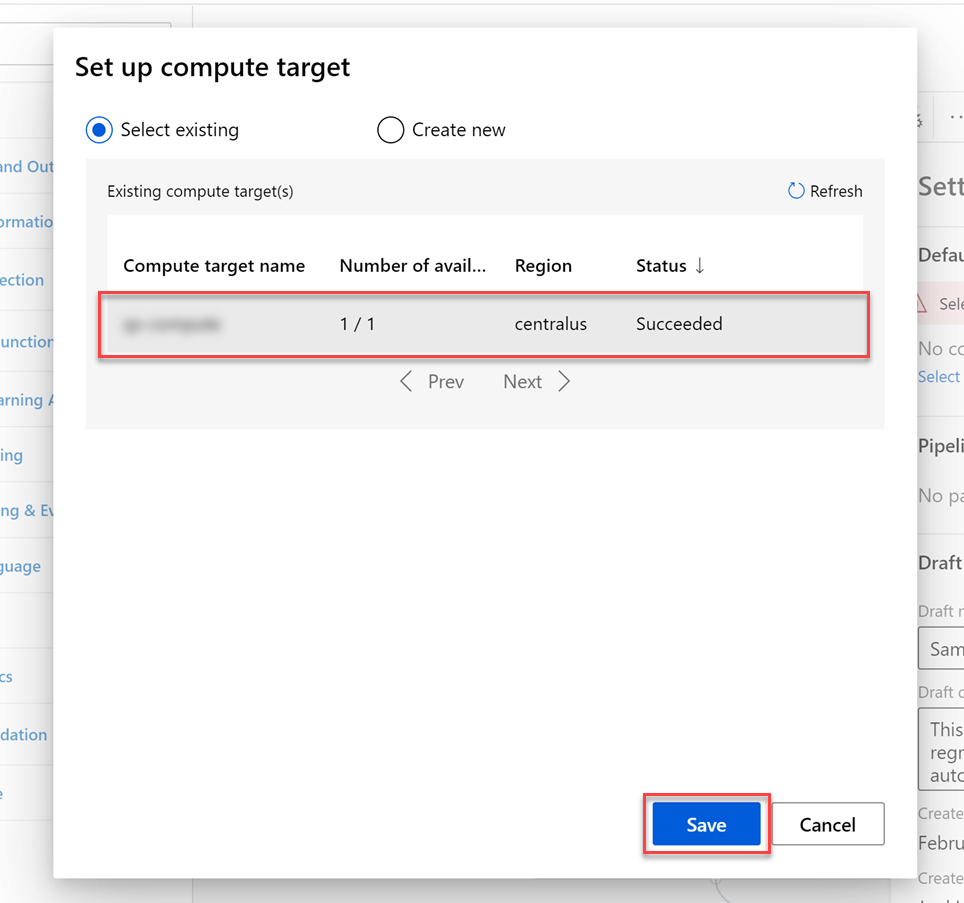 Set up compute target
Select existing
Create new
Existing compute target(s)
Refresh
Compute target name
Number of avail...
Region
Status ↓
1 / 1
centralus
Succeeded
Prev
Next
Save
Cancel
and Out
ormatio
ection
unction
arning A
ing
ng & Ev
guage
cs
dation
e
Sett
Defau
Sele
No co
Select
Pipeli
No pa
Draft
Draft n
Sam
Draft d
This
regr
auto
Create
Febru
Create